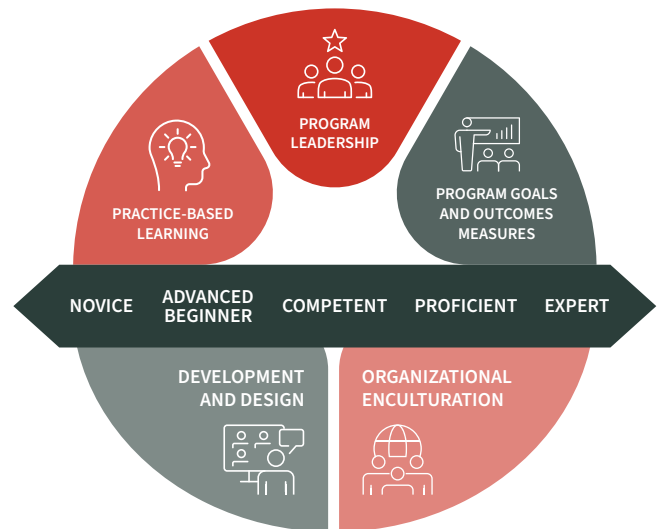 PROGRAM
LEADERSHIP
PRACTICE-BASED
LEARNING
PROGRAM GOALS
AND OUTCOMES
MEASURES
NOVICE
ADVANCED
BEGINNER
COMPETENT
PROFICIENT
EXPERT
DEVELOPMENT
AND DESIGN
ORGANIZATIONAL
ENCULTURATION